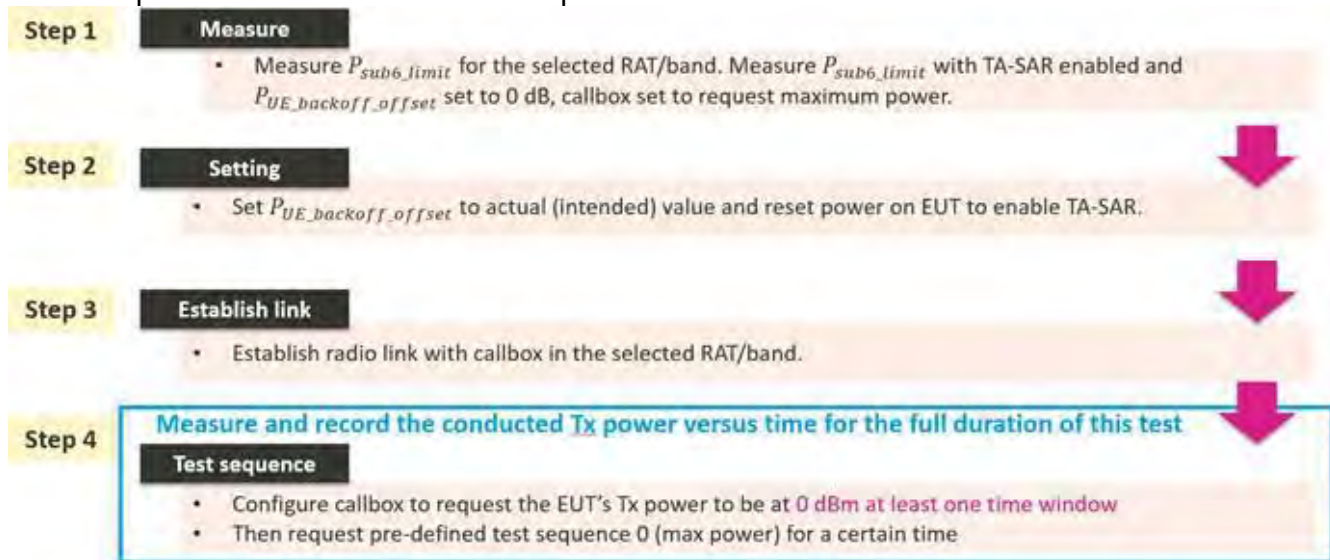 Step 1
Measure
• Measure P_sub6_limit for the selected RAT/band. Measure P_sub6_limit with TA-SAR enabled and
P_UE_backoff_offset set to 0 dB, callbox set to request maximum power.
Step 2
Setting
• Set P_UE_backoff_offset to actual (intended) value and reset power on EUT to enable TA-SAR.
Step 3
Establish link
• Establish radio link with callbox in the selected RAT/band.
Step 4
Measure and record the conducted Tx power versus time for the full duration of this test
Test sequence
• Configure callbox to request the EUT's Tx power to be at 0 dBm at least one time window
• Then request pre-defined test sequence 0 (max power) for a certain time